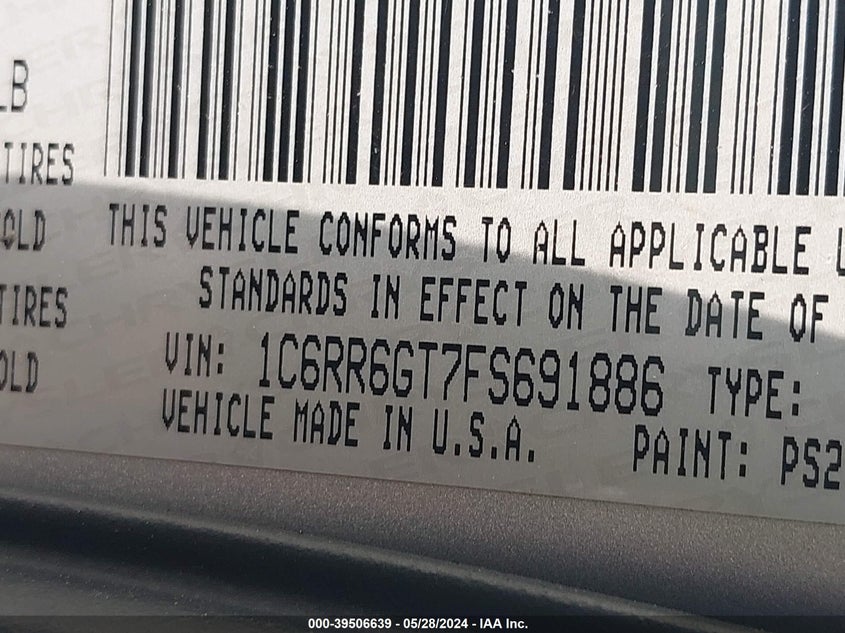 LB
TIRES
COLD
THIS VEHICLE CONFORMS TO ALL APPLICABLE
STANDARDS IN EFFECT ON THE DATE OF
TIRES
VIN: 1C6RR6GT7FS691886 TYPE:
OLD
VEHICLE MADE IN U.S.A. PAINT: PS2
000-39506639 - 05/28/2024 - IAA Inc.